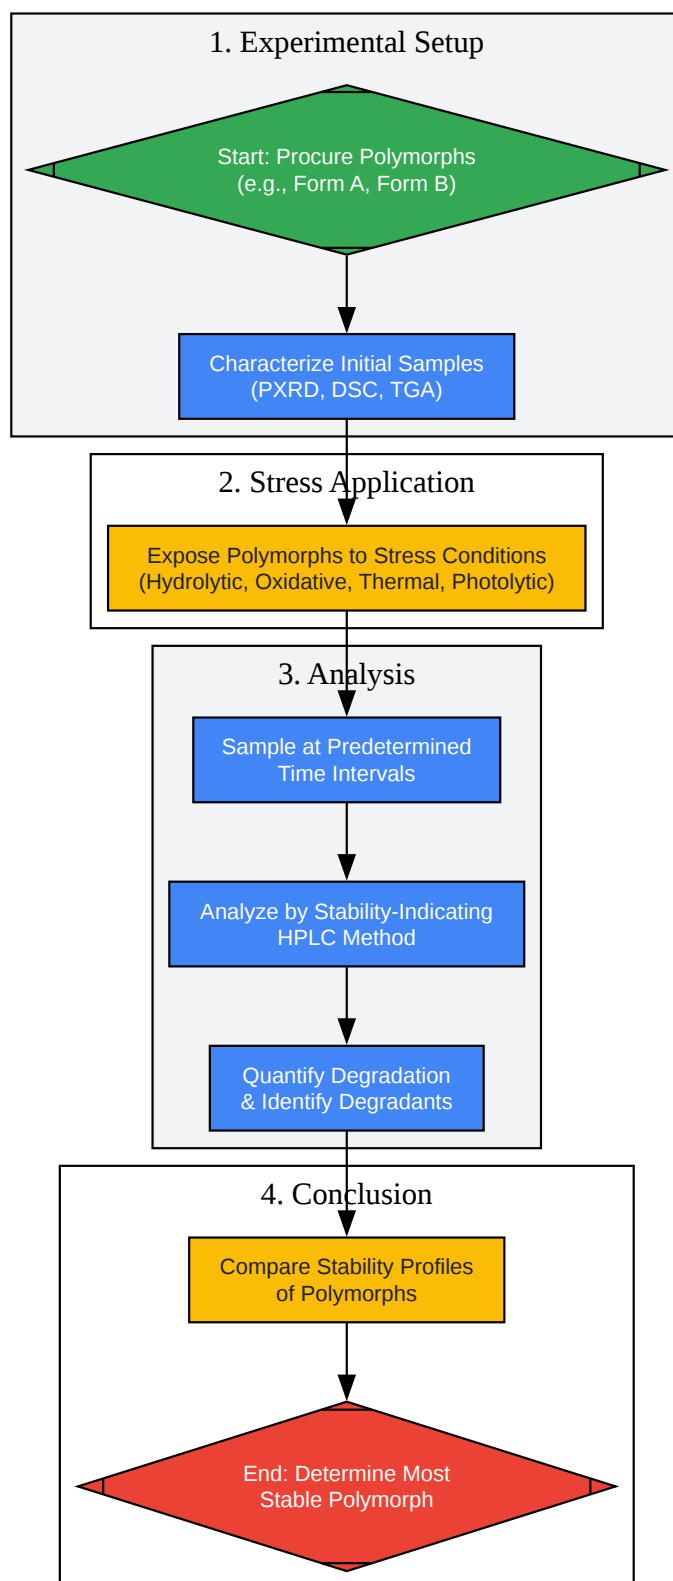 1. Experimental Setup
Start: Procure Polymorphs
(e.g., Form A, Form B)
Characterize Initial Samples
(PXRD, DSC, TGA)
2. Stress Application
Expose Polymorphs to Stress Conditions
(Hydrolytic, Oxidative, Thermal, Photolytic)
3. Analysis
Sample at Predetermined
Time Intervals
Analyze by Stability-Indicating
HPLC Method
Quantify Degradation
& Identify Degradants
4. Conclusion
Compare Stability Profiles
of Polymorphs
End: Determine Most
Stable Polymorph